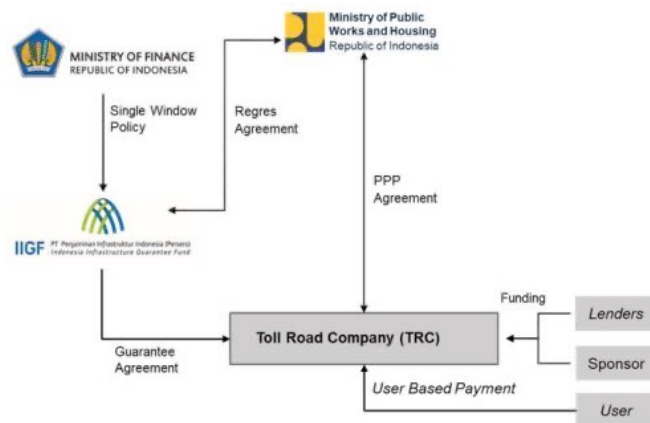 MINISTRY OF FINANCE
REPUBLIC OF INDONESIA
Ministry of Public
Works and Housing
Republic of Indonesia
Single Window
Policy
Regres
Agreement
PPP
Agreement
IIGF PT Penjaminan Infrastruktur Indonesia (Persero)
Indonesia Infrastructure Guarantee Fund
Guarantee
Agreement
Toll Road Company (TRC)
Funding
Lenders
Sponsor
User Based Payment
User